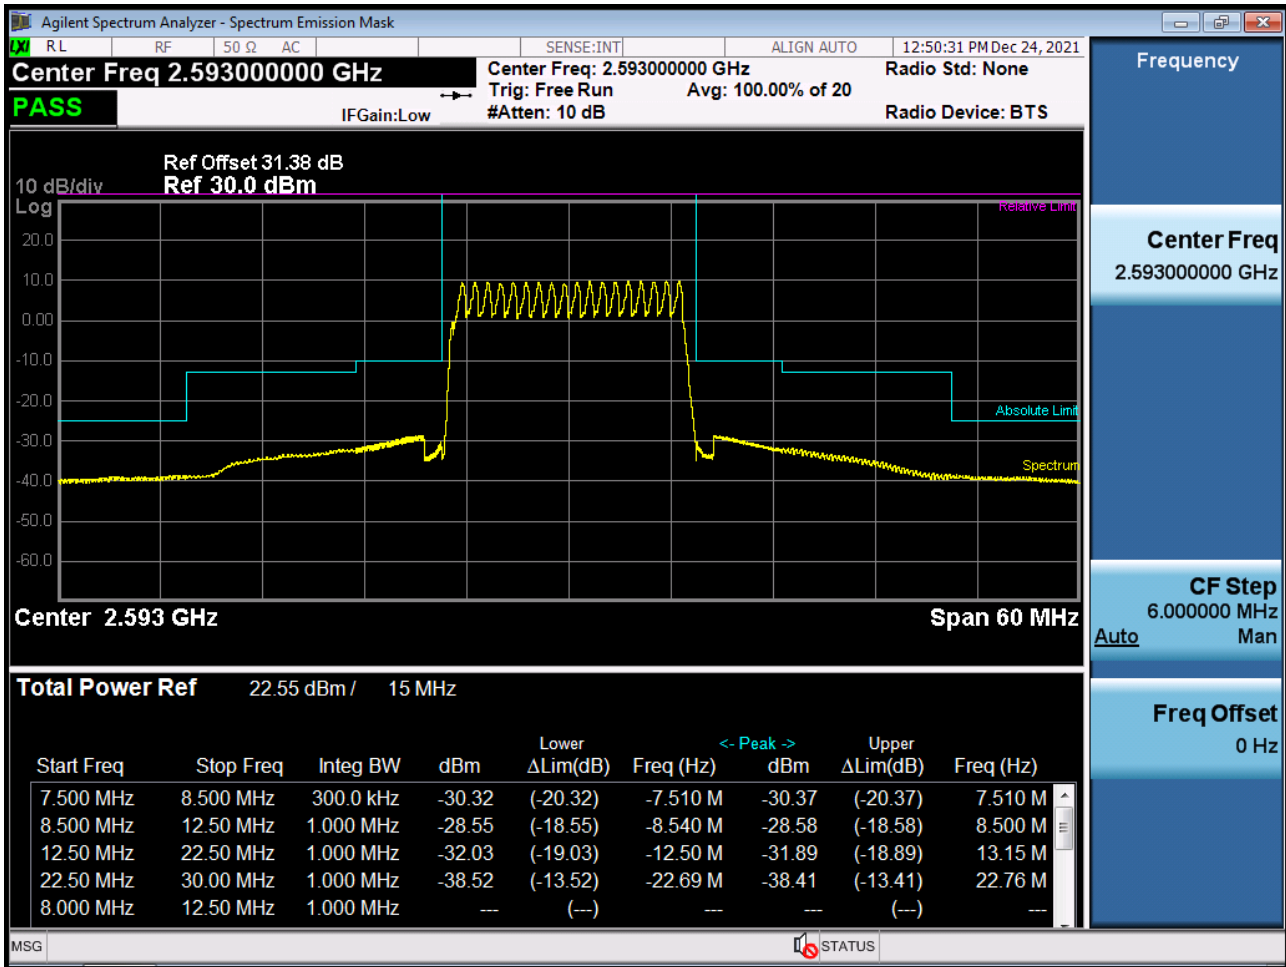 Agilent Spectrum Analyzer - Spectrum Emission Mask
LXI RL RF 50 Ω AC SENSE:INT ALIGN AUTO 12:50:31 PM Dec 24, 2021
Center Freq 2.593000000 GHz
Center Freq: 2.593000000 GHz Radio Std: None
Trig: Free Run Avg: 100.00% of 20
PASS IFGain:Low #Atten: 10 dB Radio Device: BTS
Ref Offset 31.38 dB
10 dB/div Ref 30.0 dBm
Log
Relative Limit
20.0
10.0
0.00
-10.0
-20.0
Absolute Limit
-30.0
Spectrum
-40.0
-50.0
-60.0
Center 2.593 GHz Span 60 MHz
Total Power Ref 22.55 dBm / 15 MHz
Lower <- Peak -> Upper
Start Freq Stop Freq Integ BW dBm ΔLim(dB) Freq (Hz) dBm ΔLim(dB) Freq (Hz)
7.500 MHz 8.500 MHz 300.0 kHz -30.32 (-20.32) -7.510 M -30.37 (-20.37) 7.510 M
8.500 MHz 12.50 MHz 1.000 MHz -28.55 (-18.55) -8.540 M -28.58 (-18.58) 8.500 M
12.50 MHz 22.50 MHz 1.000 MHz -32.03 (-19.03) -12.50 M -31.89 (-18.89) 13.15 M
22.50 MHz 30.00 MHz 1.000 MHz -38.52 (-13.52) -22.69 M -38.41 (-13.41) 22.76 M
8.000 MHz 12.50 MHz 1.000 MHz --- (---) --- --- (---) ---
MSG STATUS
Frequency
Center Freq
2.593000000 GHz
CF Step
6.000000 MHz
Auto Man
Freq Offset
0 Hz